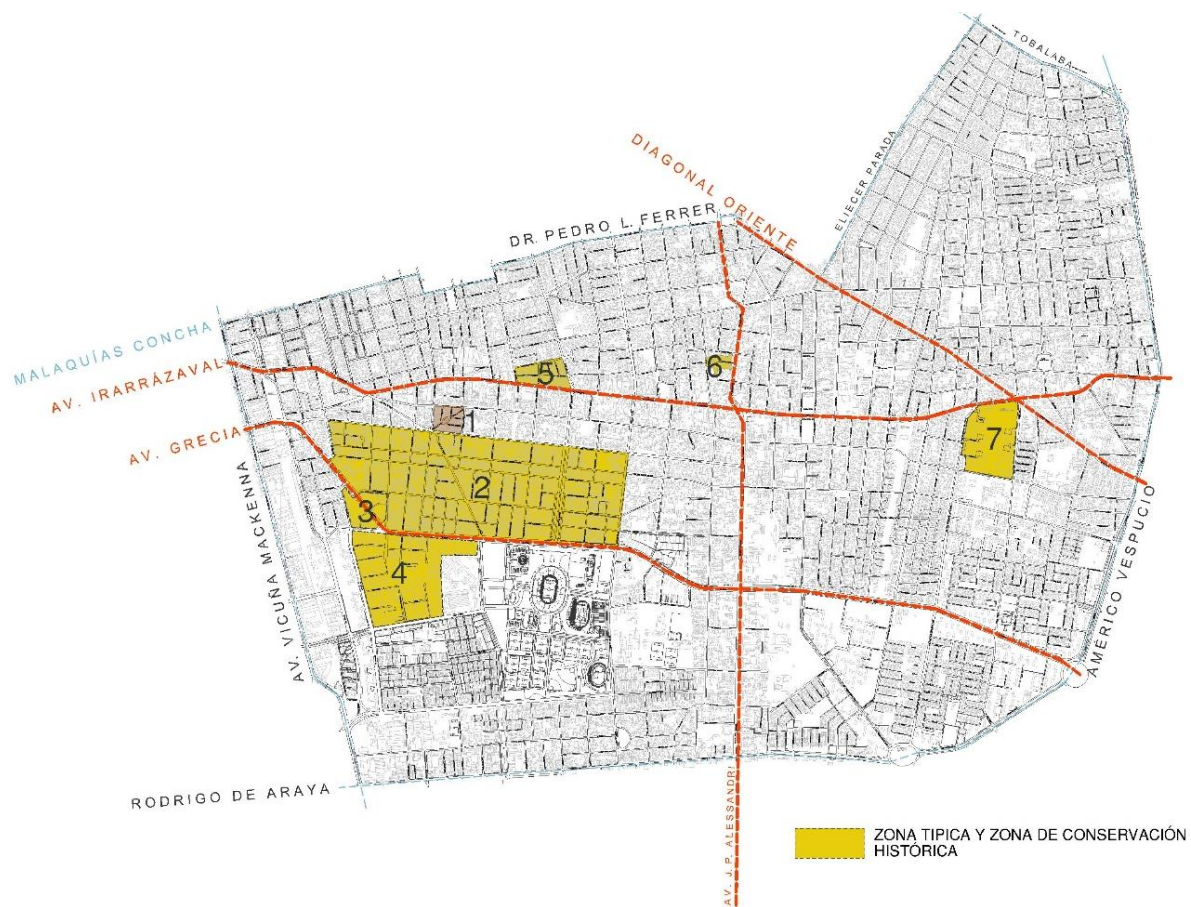 TOBALABA
DIAGONAL ORIENTE
ELIECER PARADA
DR. PEDRO L. FERRER
MALAQUÍAS CONCHA
AV. IRARRÁZAVAL
AV. GRECIA
AV. VICUÑA MACKENNA
5
6
1
7
2
3
4
AMÉRICO VESPUCIO
RODRIGO DE ARAYA
AV. J. P. ALESSANDRI
ZONA TIPICA Y ZONA DE CONSERVACIÓN
HISTÓRICA